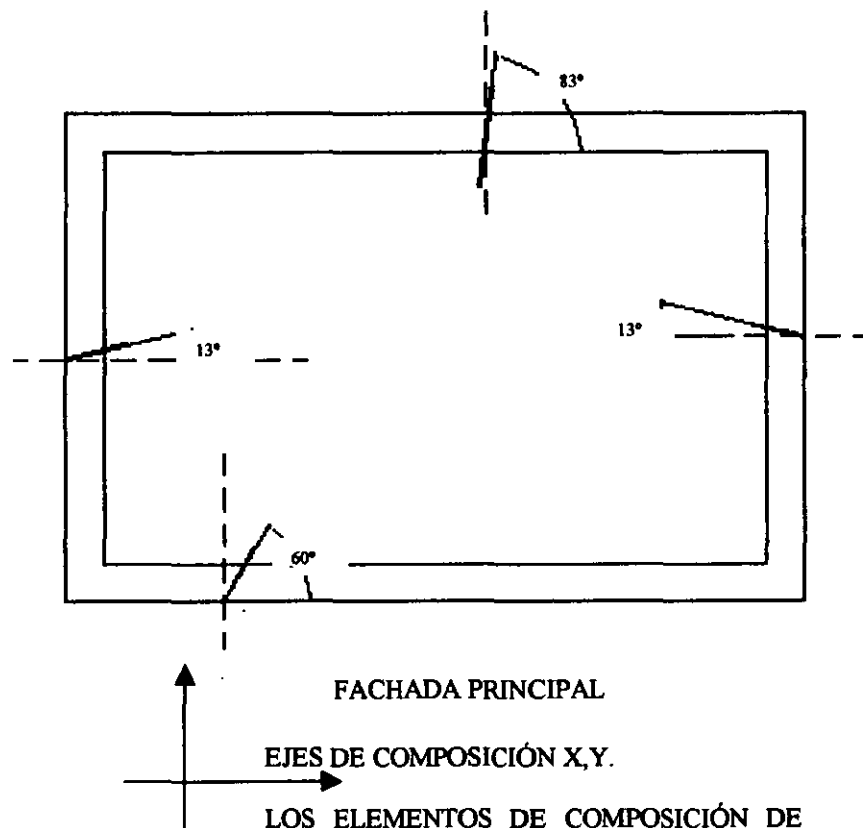 83°
13°
13°
60°
FACHADA PRINCIPAL
EJES DE COMPOSICIÓN X,Y.
LOS ELEMENTOS DE COMPOSICIÓN DE